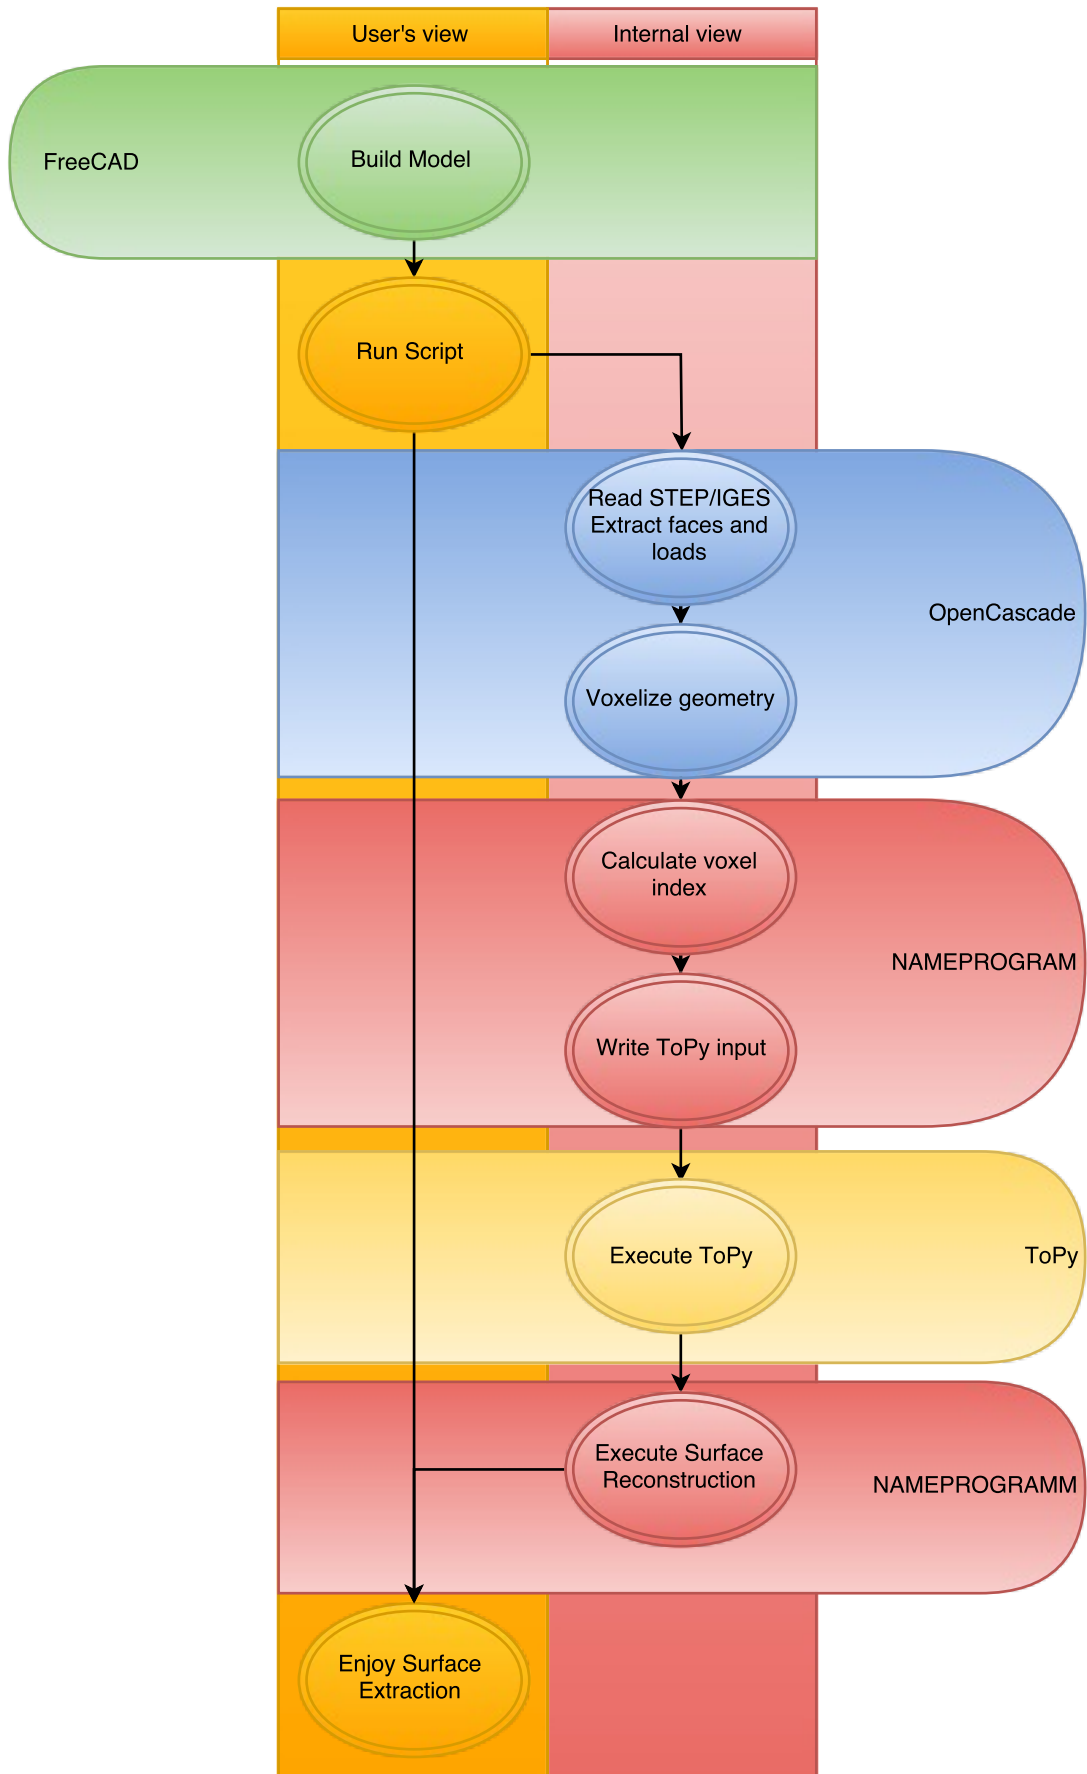 User's view
Internal view
FreeCAD
Build Model
Run Script
Read STEP/IGES
Extract faces and
loads
OpenCascade
Voxelize geometry
Calculate voxel
index
NAMEPROGRAM
Write ToPy input
Execute ToPy
ToPy
Execute Surface
Reconstruction
NAMEPROGRAMM
Enjoy Surface
Extraction